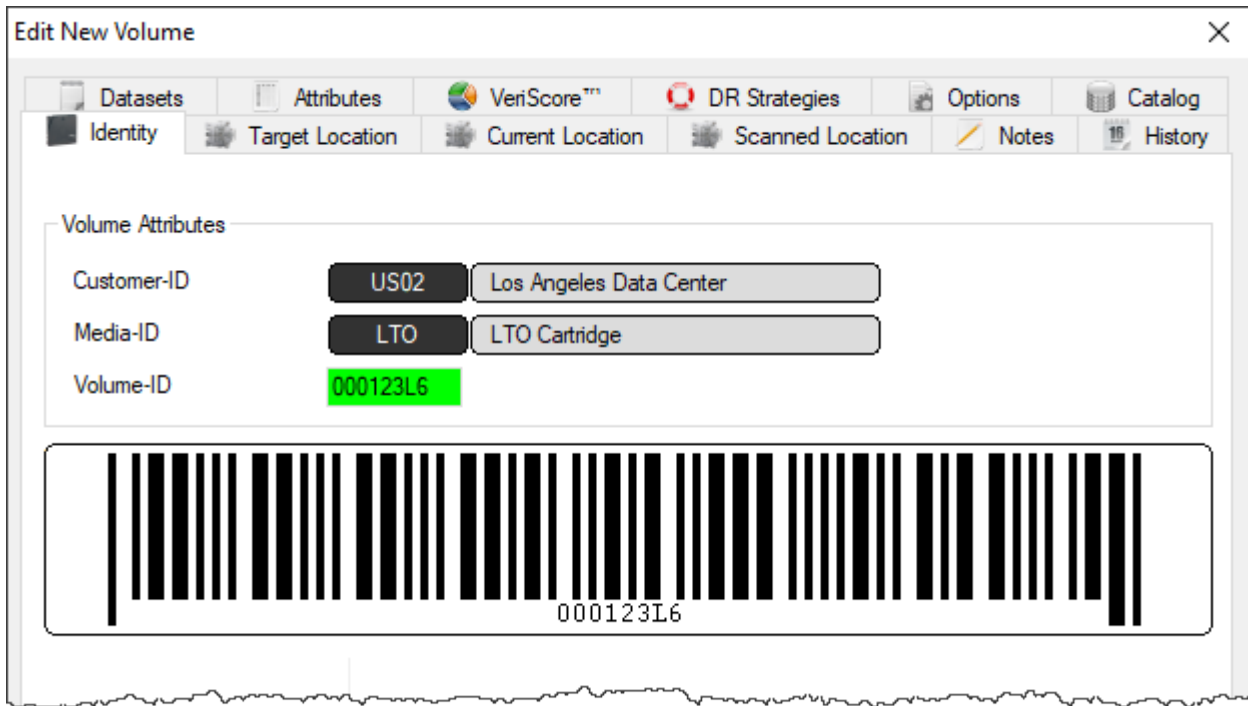 Edit New Volume
Datasets Attributes VeriScore™ DR Strategies Options Catalog
Identity Target Location Current Location Scanned Location Notes 16 History
Volume Attributes
Customer-ID US02 Los Angeles Data Center
Media-ID LTO LTO Cartridge
Volume-ID 000123L6
000123L6